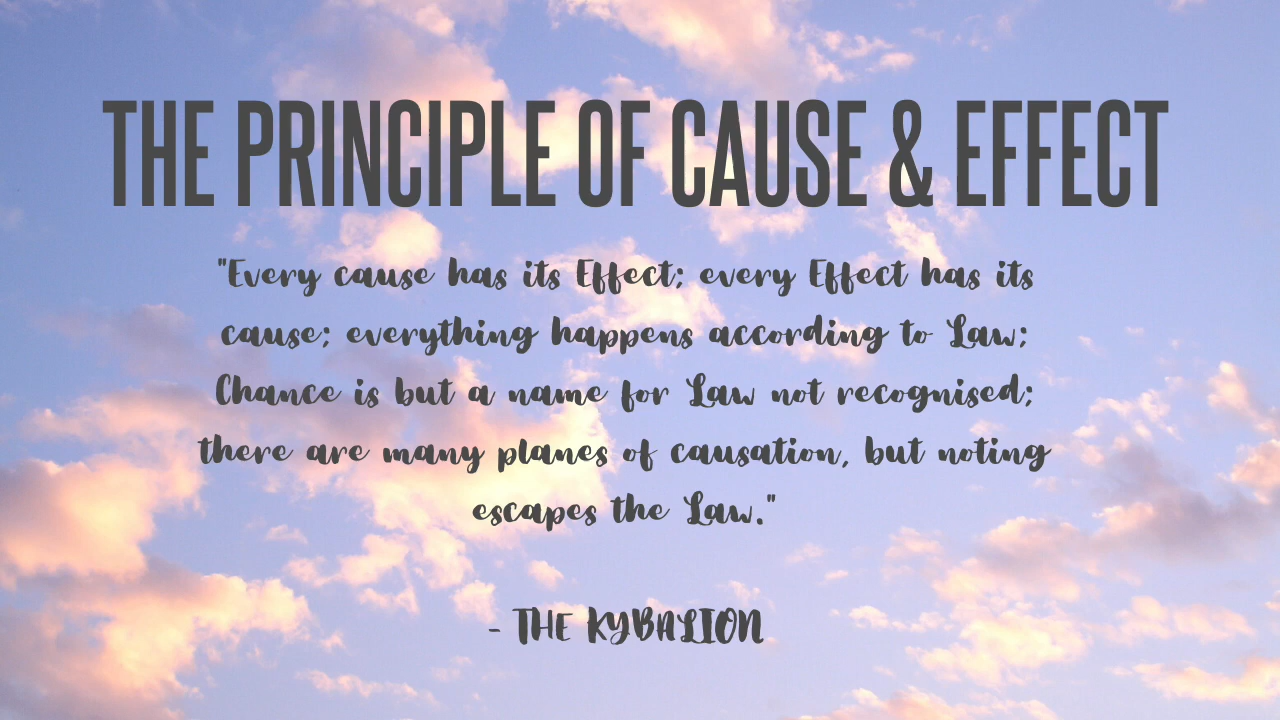 THE PRINCIPLE OF CAUSE & EFFECT
"Every cause has its Effect; every Effect has its
cause; everything happens according to Law;
Chance is but a name for Law not recognised;
there are many planes of causation, but noting
escapes the Law."
- THE KYBALION